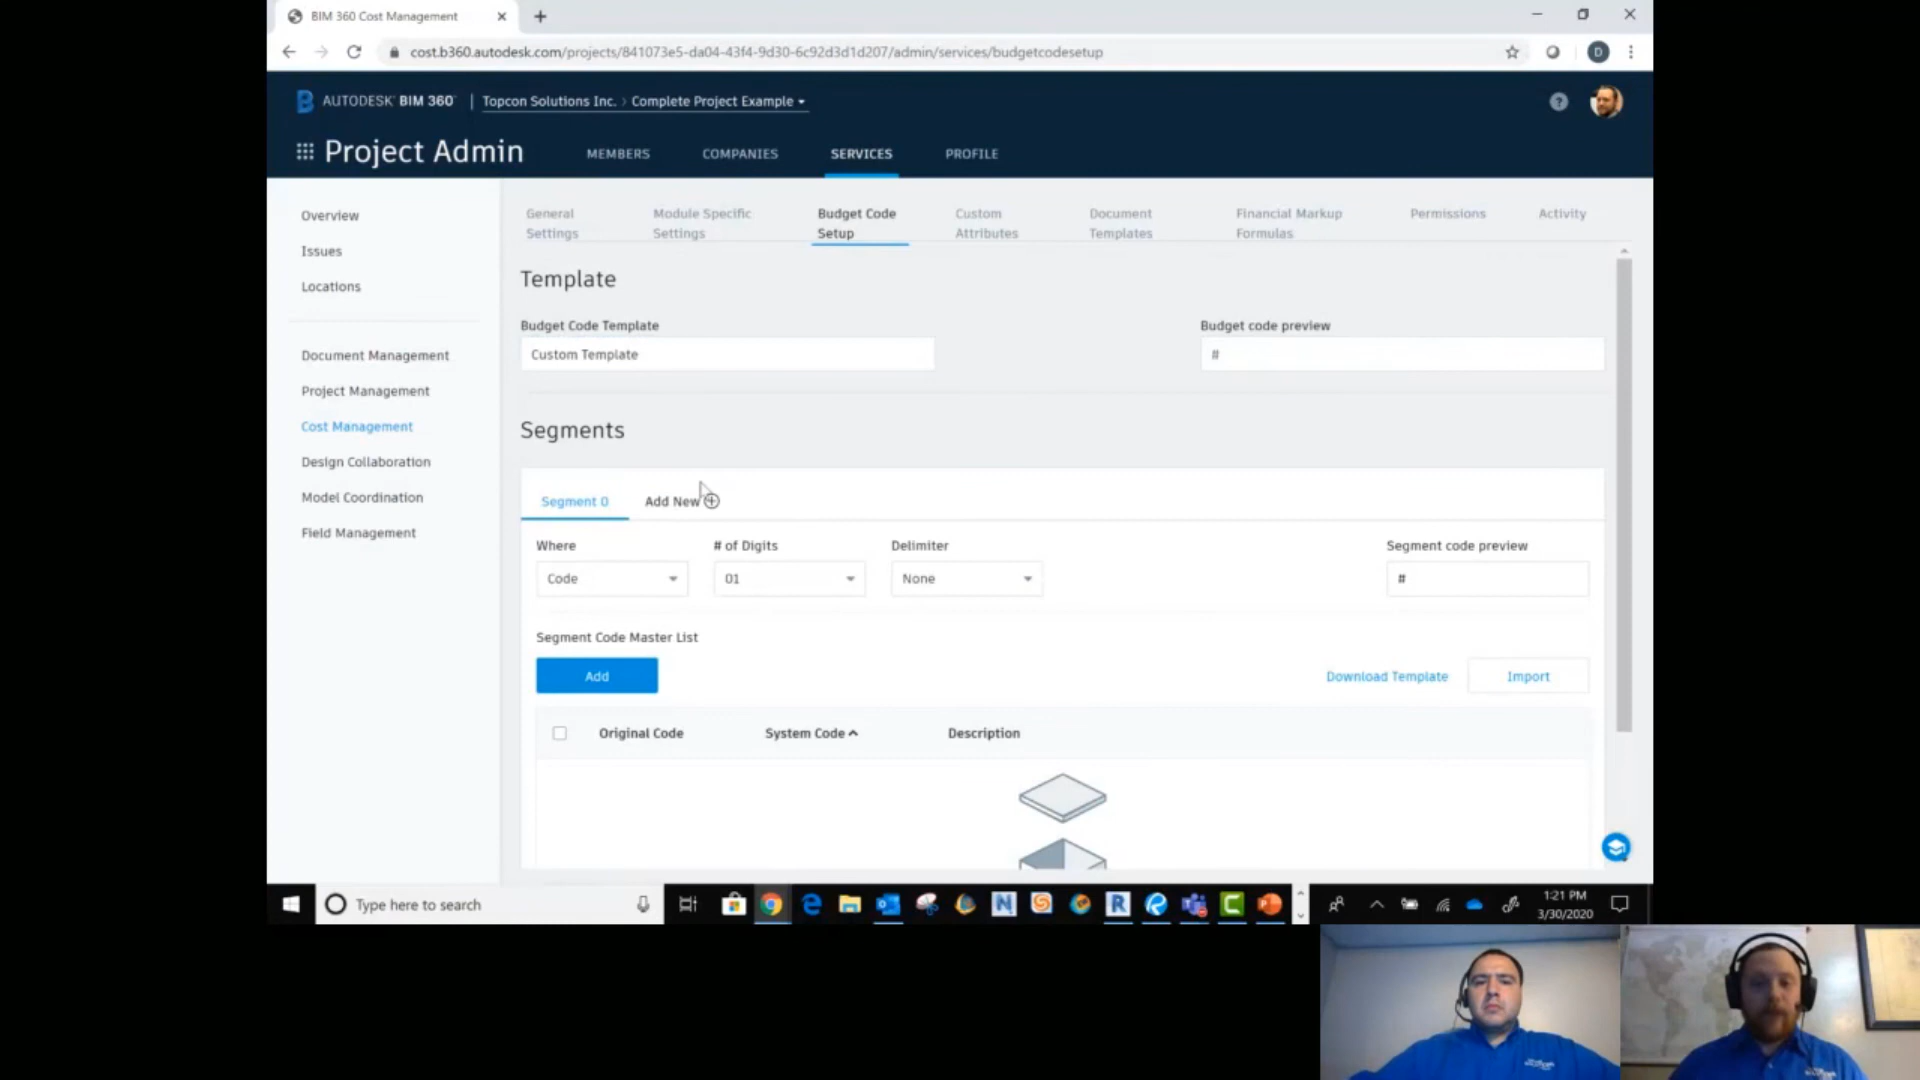 BIM 360 Cost Management
cost.b360.autodesk.com/projects/841073e5-da04-43f4-9d30-6c92d3d1d207/admin/services/budgetcodesetup
D
AUTODESK BIM 360
Topcon Solutions Inc. › Complete Project Example
?
Project Admin
MEMBERS
COMPANIES
SERVICES
PROFILE
Overview
Issues
Locations
Document Management
Project Management
Cost Management
Design Collaboration
Model Coordination
Field Management
General
Settings
Module Specific
Settings
Budget Code
Setup
Custom
Attributes
Document
Templates
Financial Markup
Formulas
Permissions
Activity
Template
Budget Code Template
Custom Template
Budget code preview
#
Segments
Segment 0
Add New
Where
Code
# of Digits
01
Delimiter
None
Segment code preview
#
Segment Code Master List
Add
Download Template
Import
Original Code
System Code
Description
Type here to search
1:21 PM
3/30/2020